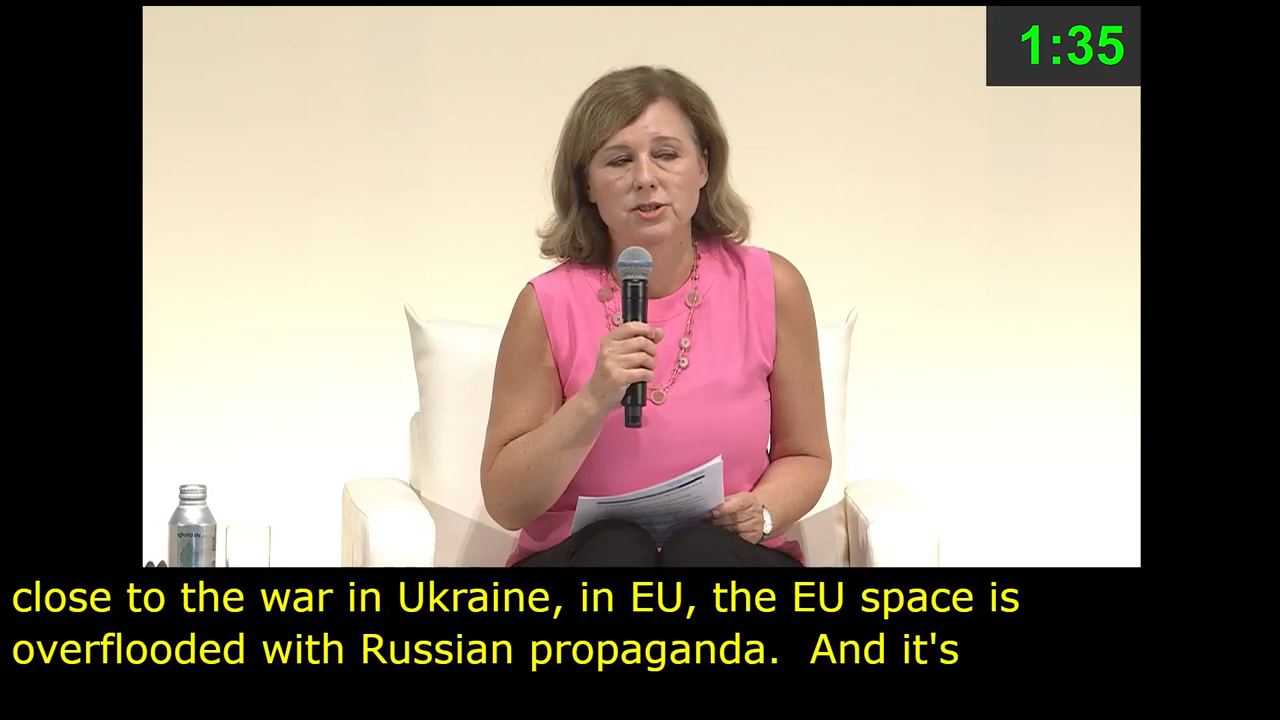 1:35
close to the war in Ukraine, in EU, the EU space is
overflooded with Russian propaganda.  And it's